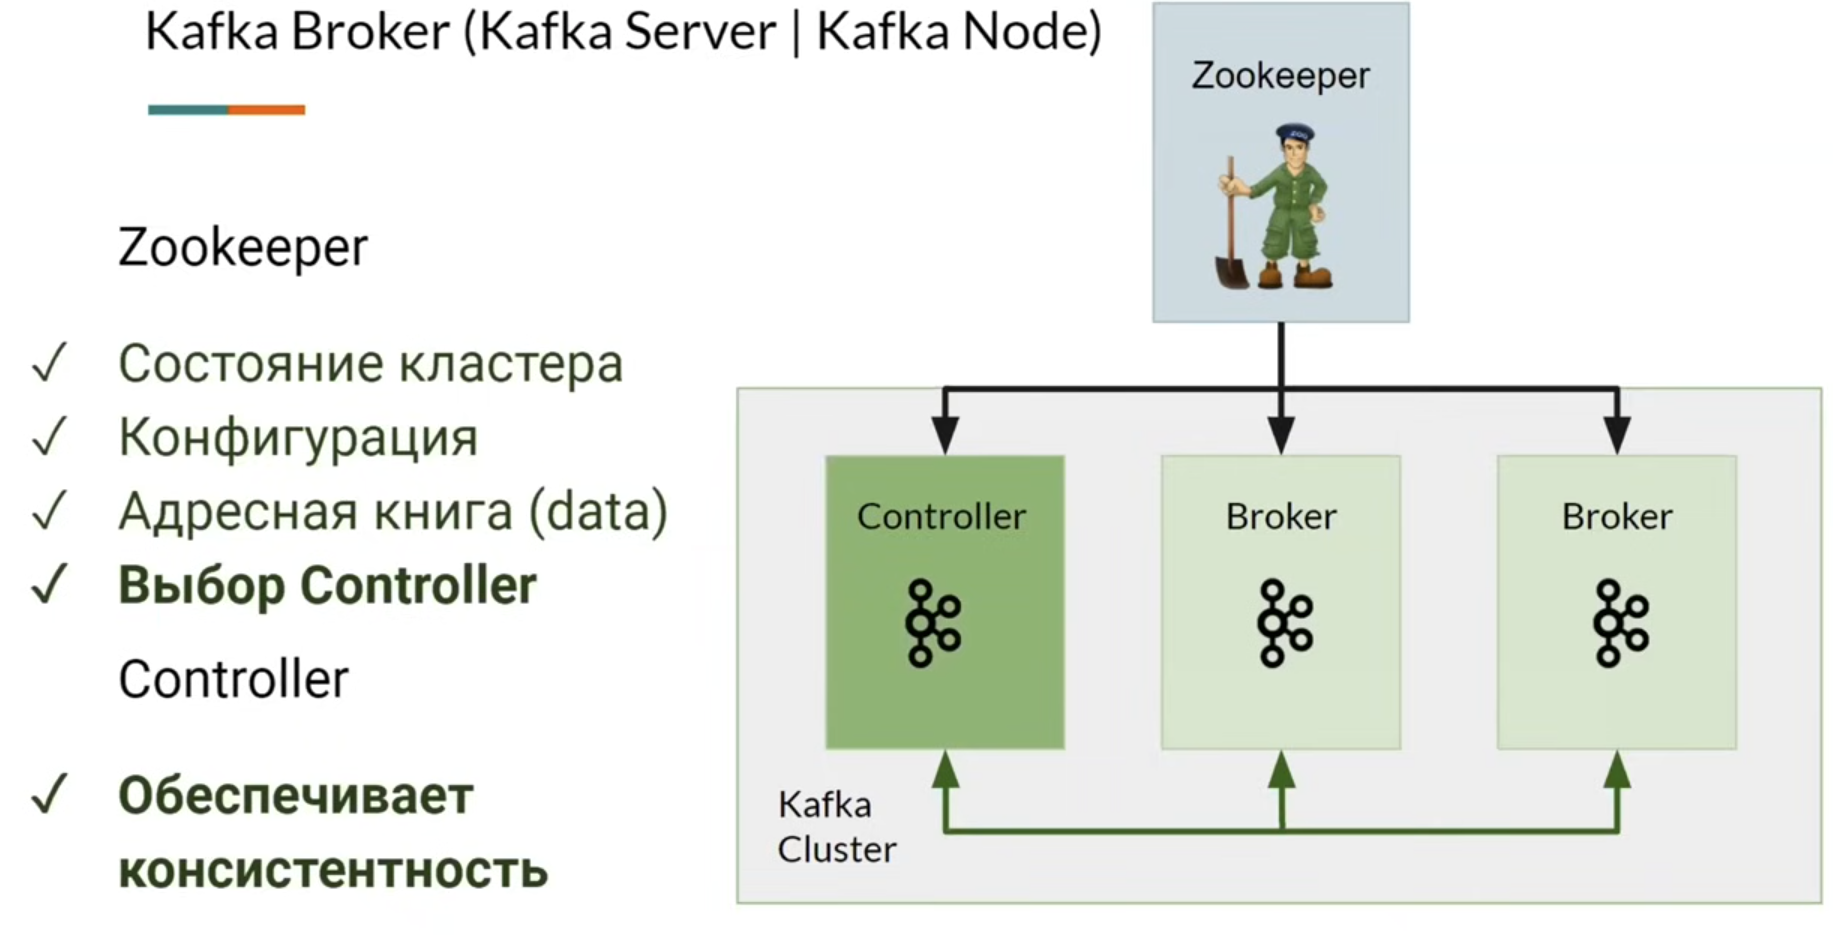 Kafka Broker (Kafka Server | Kafka Node)
Zookeeper
✓ Состояние кластера
✓ Конфигурация
✓ Адресная книга (data)
✓ Выбор Controller
Controller
✓ Обеспечивает
консистентность
Zookeeper
ZOO
Controller
Broker
Broker
Kafka
Cluster